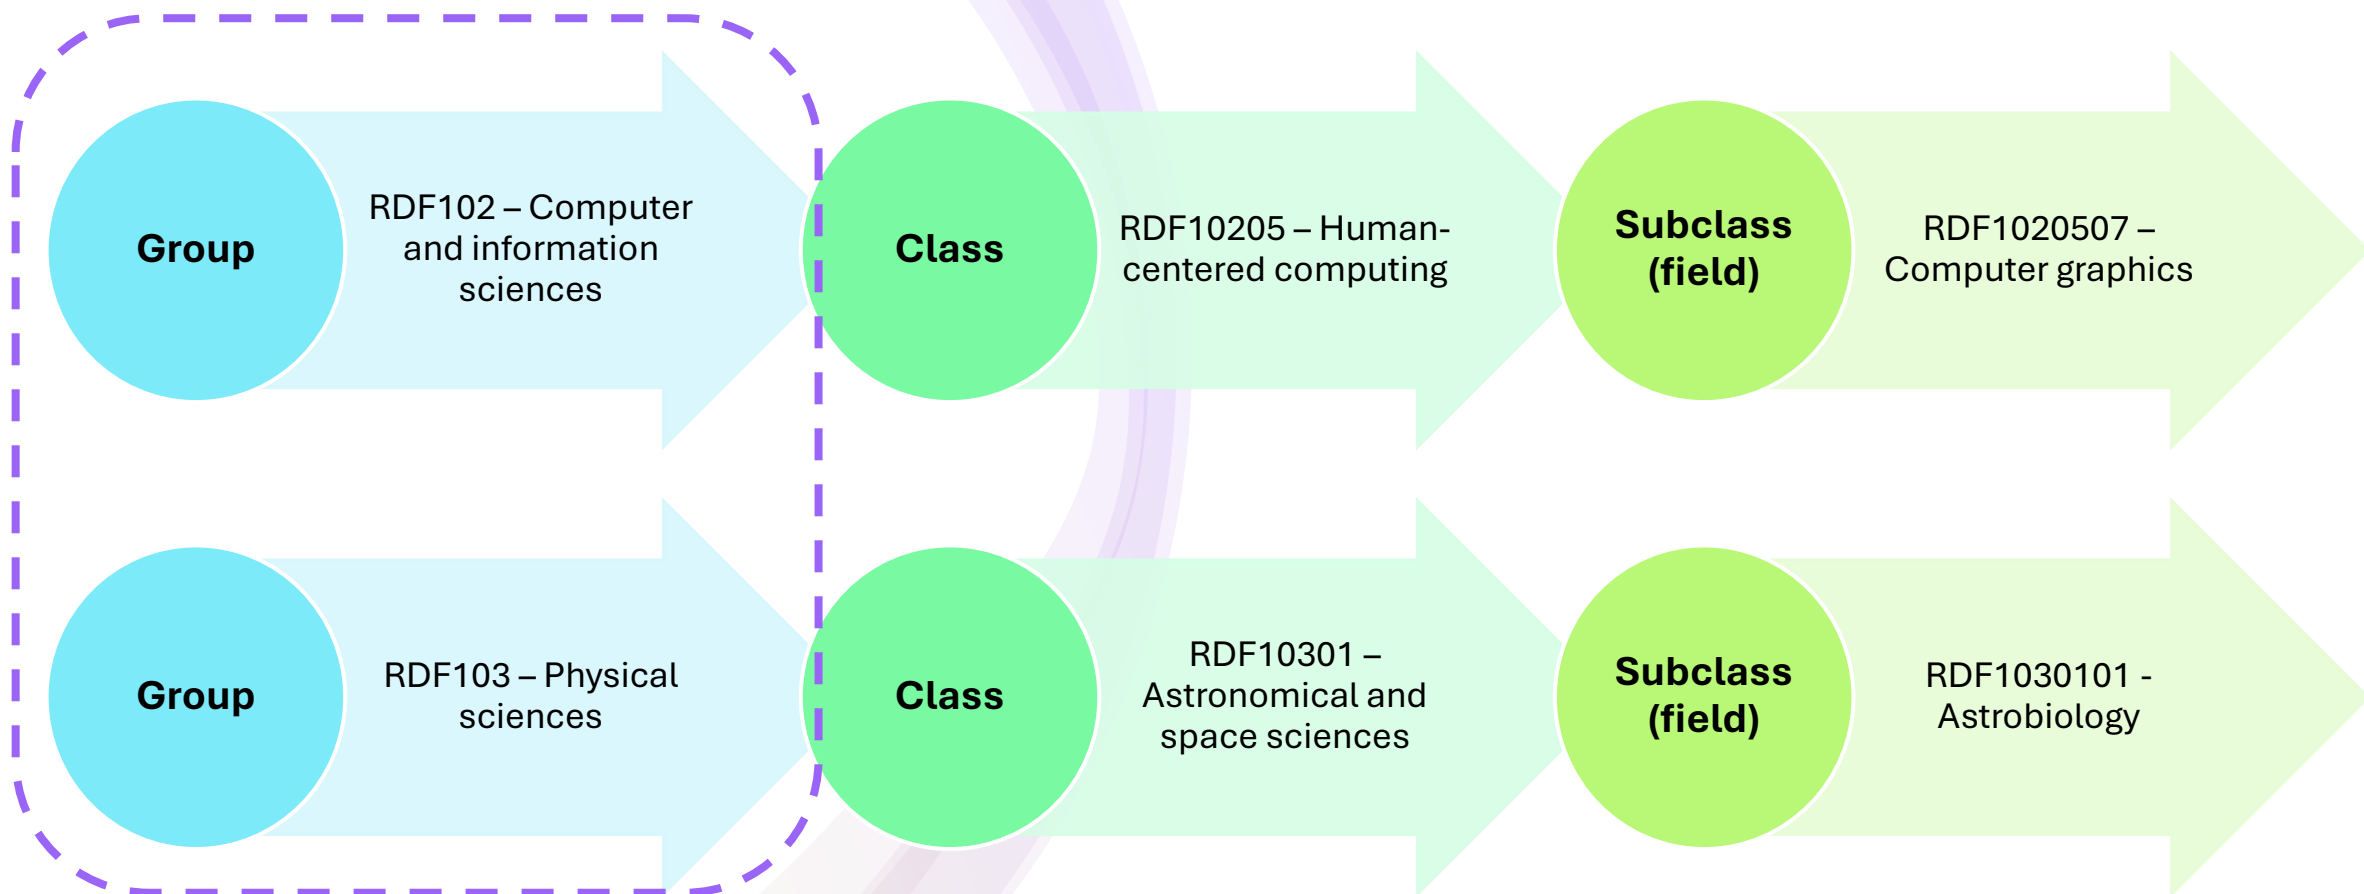 Group
RDF102 – Computer
and information
sciences
Class
RDF10205 – Human-
centered computing
Subclass
(field)
RDF1020507 –
Computer graphics
Group
RDF103 – Physical
sciences
Class
RDF10301 –
Astronomical and
space sciences
Subclass
(field)
RDF1030101 -
Astrobiology